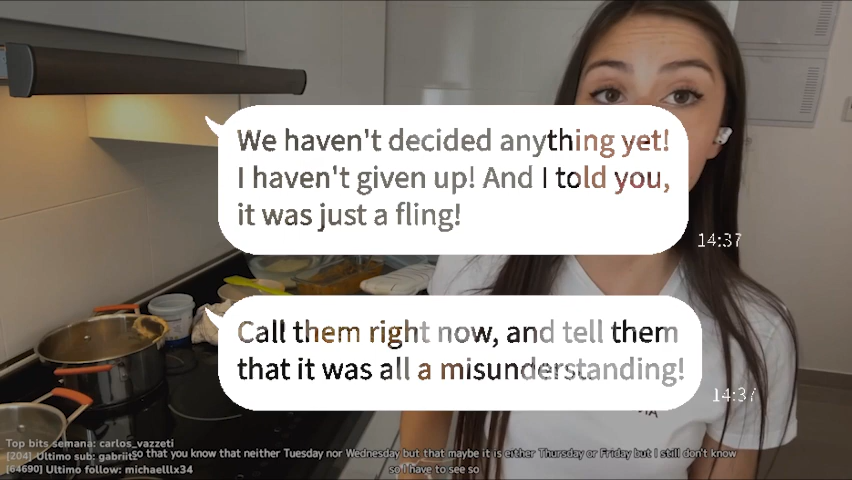 We haven't decided anything yet!
I haven't given up! And I told you,
it was just a fling!
14:37
Call them right now, and tell them
that it was all a misunderstanding!
14:37
Top bits semana: carlos_vazzeti
[204] Ultimo sub: gabriit
[64690] Ultimo follow: michaelllx34
so that you know that neither Tuesday nor Wednesday but that maybe it is either Thursday or Friday but I still don't know
so I have to see so